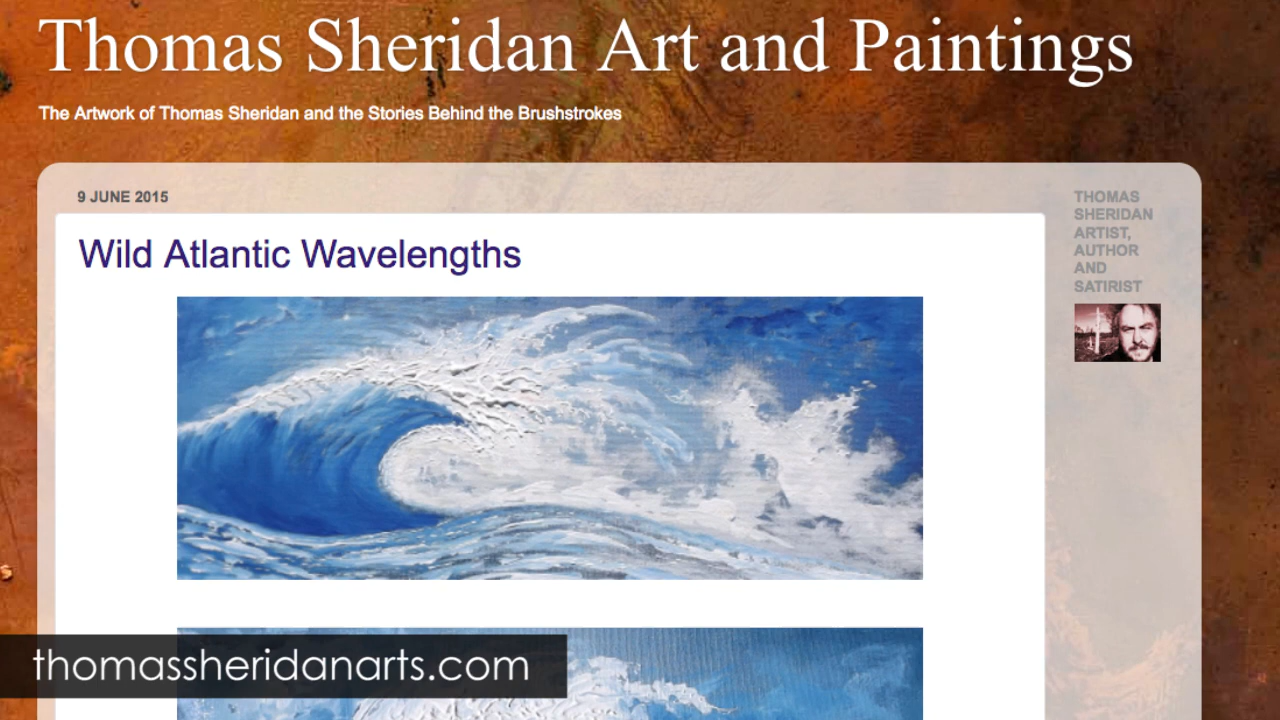 Thomas Sheridan Art and Paintings
The Artwork of Thomas Sheridan and the Stories Behind the Brushstrokes
9 JUNE 2015
Wild Atlantic Wavelengths
THOMAS
SHERIDAN
ARTIST,
AUTHOR
AND
SATIRIST
thomassheridanarts.com